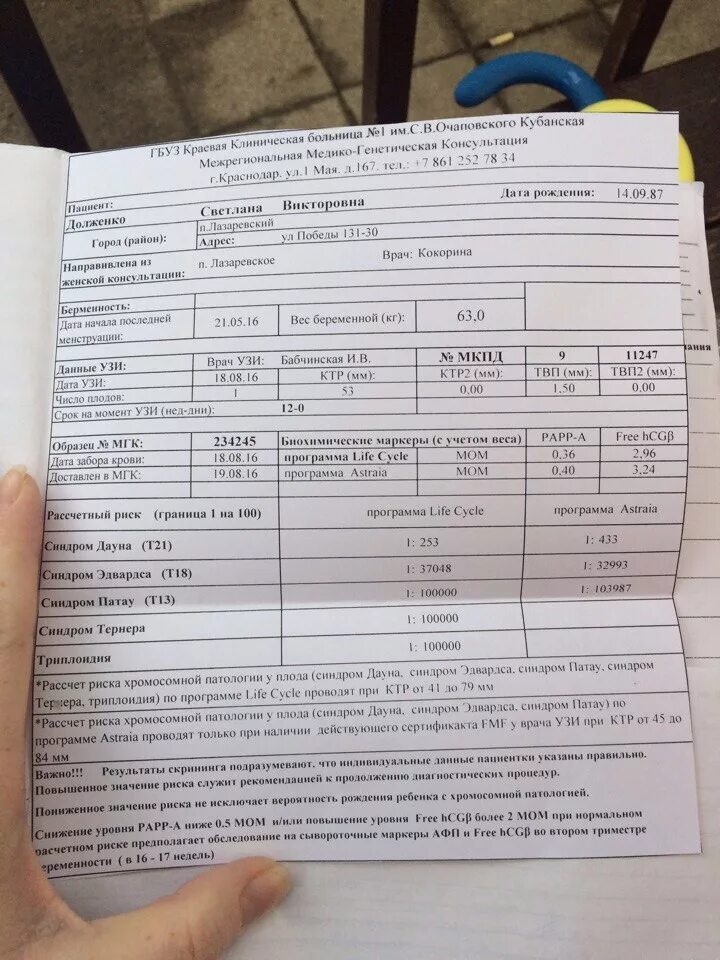 ГБУЗ Краевая Клиническая больница №1 им.С.В.Очаповского Кубанская
Межрегиональная Медико-Генетическая Консультация
г.Краснодар. ул.1 Мая. д.167. тел.: +7 861 252 78 34
Пациент: Дата рождения: 14.09.87
Долженко Светлана Викторовна
Город (район): п.Лазаревский
Адрес: ул Победы 131-30
Направивлена из п. Лазаревское Врач: Кокорина
женской консультации:
Берменность:
Дата начала последней 21.05.16 Вес беременной (кг): 63,0
менструации:
Данные УЗИ: Врач УЗИ: Бабчинская И.В. № МКПД 9 11247
Дата УЗИ: 18.08.16 КТР (мм): КТР2 (мм): ТВП (мм): ТВП2 (мм):
Число плодов: 1 53 0,00 1,50 0,00
Срок на момент УЗИ (нед-дни): 12-0
Образец № МГК: 234245 Биохимические маркеры (с учетом веса) PAPP-A Free hCGβ
Дата забора крови: 18.08.16 программа Life Cycle МОМ 0,36 2,96
Доставлен в МГК: 19.08.16 программа Astraia МОМ 0,40 3,24
Рассчетный риск (граница 1 на 100) программа Life Cycle программа Astraia
Синдром Дауна (Т21) 1: 253 1: 433
Синдром Эдвардса (Т18) 1: 37048 1: 32993
Синдром Патау (Т13) 1: 100000 1: 103987
Синдром Тернера 1: 100000
Триплоидия 1: 100000
*Рассчет риска хромосомной патологии у плода (синдром Дауна, синдром Эдвардса, синдром Патау, синдром
Тернера, триплоидия) по программе Life Cycle проводят при КТР от 41 до 79 мм
*Рассчет риска хромосомной патологии у плода (синдром Дауна, синдром Эдвардса, синдром Патау) по
программе Astraia проводят только при наличии действующего сертификакта FMF у врача УЗИ при КТР от 45 до
84 мм
Важно!!! Результаты скрининга подразумевают, что индивидуальные данные пациентки указаны правильно.
Повышенное значение риска служит рекомендацией к продолжению диагностических процедур.
Пониженное значение риска не исключает вероятность рождения ребенка с хромосомной патологией.
Снижение уровня PAPP-A ниже 0.5 МОМ и/или повышение уровня Free hCGβ более 2 МОМ при нормальном
расчетном риске предполагает обследование на сывороточные маркеры АФП и Free hCGβ во втором триместре
беременности ( в 16 - 17 недель)